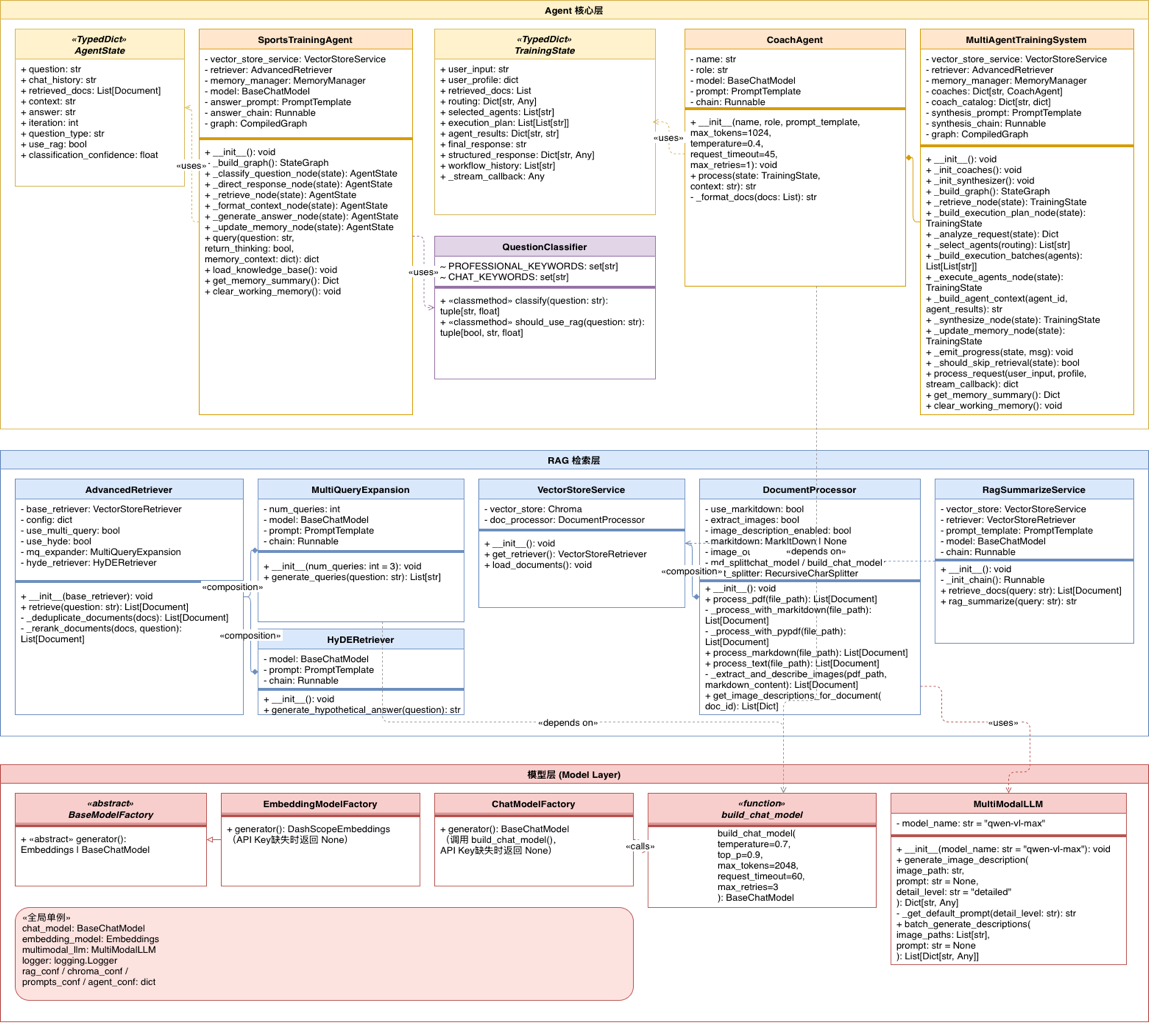 Agent 核心层
«TypedDict»
AgentState
+ question: str
+ chat_history: str
+ retrieved_docs: List[Document]
+ context: str
+ answer: str
+ iteration: int
+ question_type: str
+ use_rag: bool
+ classification_confidence: float
«uses»
SportsTrainingAgent
- vector_store_service: VectorStoreService
- retriever: AdvancedRetriever
- memory_manager: MemoryManager
- model: BaseChatModel
- answer_prompt: PromptTemplate
- answer_chain: Runnable
- graph: CompiledGraph
+ __init__(): void
- _build_graph(): StateGraph
- _classify_question_node(state): AgentState
- _direct_response_node(state): AgentState
- _retrieve_node(state): AgentState
- _format_context_node(state): AgentState
- _generate_answer_node(state): AgentState
- _update_memory_node(state): AgentState
+ query(question: str,
return_thinking: bool,
memory_context: dict): dict
+ load_knowledge_base(): void
+ get_memory_summary(): Dict
+ clear_working_memory(): void
«uses»
«TypedDict»
TrainingState
+ user_input: str
+ user_profile: dict
+ retrieved_docs: List
+ routing: Dict[str, Any]
+ selected_agents: List[str]
+ execution_plan: List[List[str]]
+ agent_results: Dict[str, str]
+ final_response: str
+ structured_response: Dict[str, Any]
+ workflow_history: List[str]
+ _stream_callback: Any
«uses»
QuestionClassifier
~ PROFESSIONAL_KEYWORDS: set[str]
~ CHAT_KEYWORDS: set[str]
+ «classmethod» classify(question: str):
tuple[str, float]
+ «classmethod» should_use_rag(question: str):
tuple[bool, str, float]
CoachAgent
- name: str
- role: str
- model: BaseChatModel
- prompt: PromptTemplate
- chain: Runnable
+ __init__(name, role, prompt_template,
max_tokens=1024,
temperature=0.4,
request_timeout=45,
max_retries=1): void
+ process(state: TrainingState,
context: str): str
- _format_docs(docs: List): str
MultiAgentTrainingSystem
- vector_store_service: VectorStoreService
- retriever: AdvancedRetriever
- memory_manager: MemoryManager
- coaches: Dict[str, CoachAgent]
- coach_catalog: Dict[str, dict]
- synthesis_prompt: PromptTemplate
- synthesis_chain: Runnable
- graph: CompiledGraph
+ __init__(): void
- _init_coaches(): void
- _init_synthesizer(): void
- _build_graph(): StateGraph
- _retrieve_node(state): TrainingState
- _build_execution_plan_node(state):
TrainingState
- _analyze_request(state): Dict
- _select_agents(routing): List[str]
- _build_execution_batches(agents):
List[List[str]]
- _execute_agents_node(state):
TrainingState
- _build_agent_context(agent_id,
agent_results): str
- _synthesize_node(state): TrainingState
- _update_memory_node(state):
TrainingState
- _emit_progress(state, msg): void
- _should_skip_retrieval(state): bool
+ process_request(user_input, profile,
stream_callback): dict
+ get_memory_summary(): Dict
+ clear_working_memory(): void
RAG 检索层
AdvancedRetriever
- base_retriever: VectorStoreRetriever
- config: dict
- use_multi_query: bool
- use_hyde: bool
- mq_expander: MultiQueryExpansion
- hyde_retriever: HyDERetriever
+ __init__(base_retriever): void
+ retrieve(question: str): List[Document]
- _deduplicate_documents(docs): List[Document]
- _rerank_documents(docs, question):
List[Document]
«composition»
«composition»
MultiQueryExpansion
- num_queries: int
- model: BaseChatModel
- prompt: PromptTemplate
- chain: Runnable
+ __init__(num_queries: int = 3): void
+ generate_queries(question: str): List[str]
HyDERetriever
- model: BaseChatModel
- prompt: PromptTemplate
- chain: Runnable
+ __init__(): void
+ generate_hypothetical_answer(question): str
VectorStoreService
- vector_store: Chroma
- doc_processor: DocumentProcessor
+ __init__(): void
+ get_retriever(): VectorStoreRetriever
+ load_documents(): void
«composition»
DocumentProcessor
- use_markitdown: bool
- extract_images: bool
- image_description_enabled: bool
- markitdown: MarkItDown | None
- image_ou
«depends on»
- md_split
chat_model / build_chat_model
t_splitter: RecursiveCharSplitter
+ __init__(): void
+ process_pdf(file_path): List[Document]
- _process_with_markitdown(file_path):
List[Document]
- _process_with_pypdf(file_path):
List[Document]
+ process_markdown(file_path): List[Document]
+ process_text(file_path): List[Document]
- _extract_and_describe_images(pdf_path,
markdown_content): List[Document]
+ get_image_descriptions_for_document(
doc_id): List[Dict]
RagSummarizeService
- vector_store: VectorStoreService
- retriever: VectorStoreRetriever
- prompt_template: PromptTemplate
- model: BaseChatModel
- chain: Runnable
+ __init__(): void
- _init_chain(): Runnable
+ retrieve_docs(query: str): List[Document]
+ rag_summarize(query: str): str
«depends on»
«uses»
模型层 (Model Layer)
«abstract»
BaseModelFactory
+ «abstract» generator():
Embeddings | BaseChatModel
EmbeddingModelFactory
+ generator(): DashScopeEmbeddings
（API Key缺失时返回 None）
ChatModelFactory
+ generator(): BaseChatModel
（调用 build_chat_model(),
API Key缺失时返回 None）
«calls»
«function»
build_chat_model
build_chat_model(
temperature=0.7,
top_p=0.9,
max_tokens=2048,
request_timeout=60,
max_retries=3
): BaseChatModel
MultiModalLLM
- model_name: str = "qwen-vl-max"
+ __init__(model_name: str = "qwen-vl-max"): void
+ generate_image_description(
image_path: str,
prompt: str = None,
detail_level: str = "detailed"
): Dict[str, Any]
- _get_default_prompt(detail_level: str): str
+ batch_generate_descriptions(
image_paths: List[str],
prompt: str = None
): List[Dict[str, Any]]
«全局单例»
chat_model: BaseChatModel
embedding_model: Embeddings
multimodal_llm: MultiModalLLM
logger: logging.Logger
rag_conf / chroma_conf /
prompts_conf / agent_conf: dict